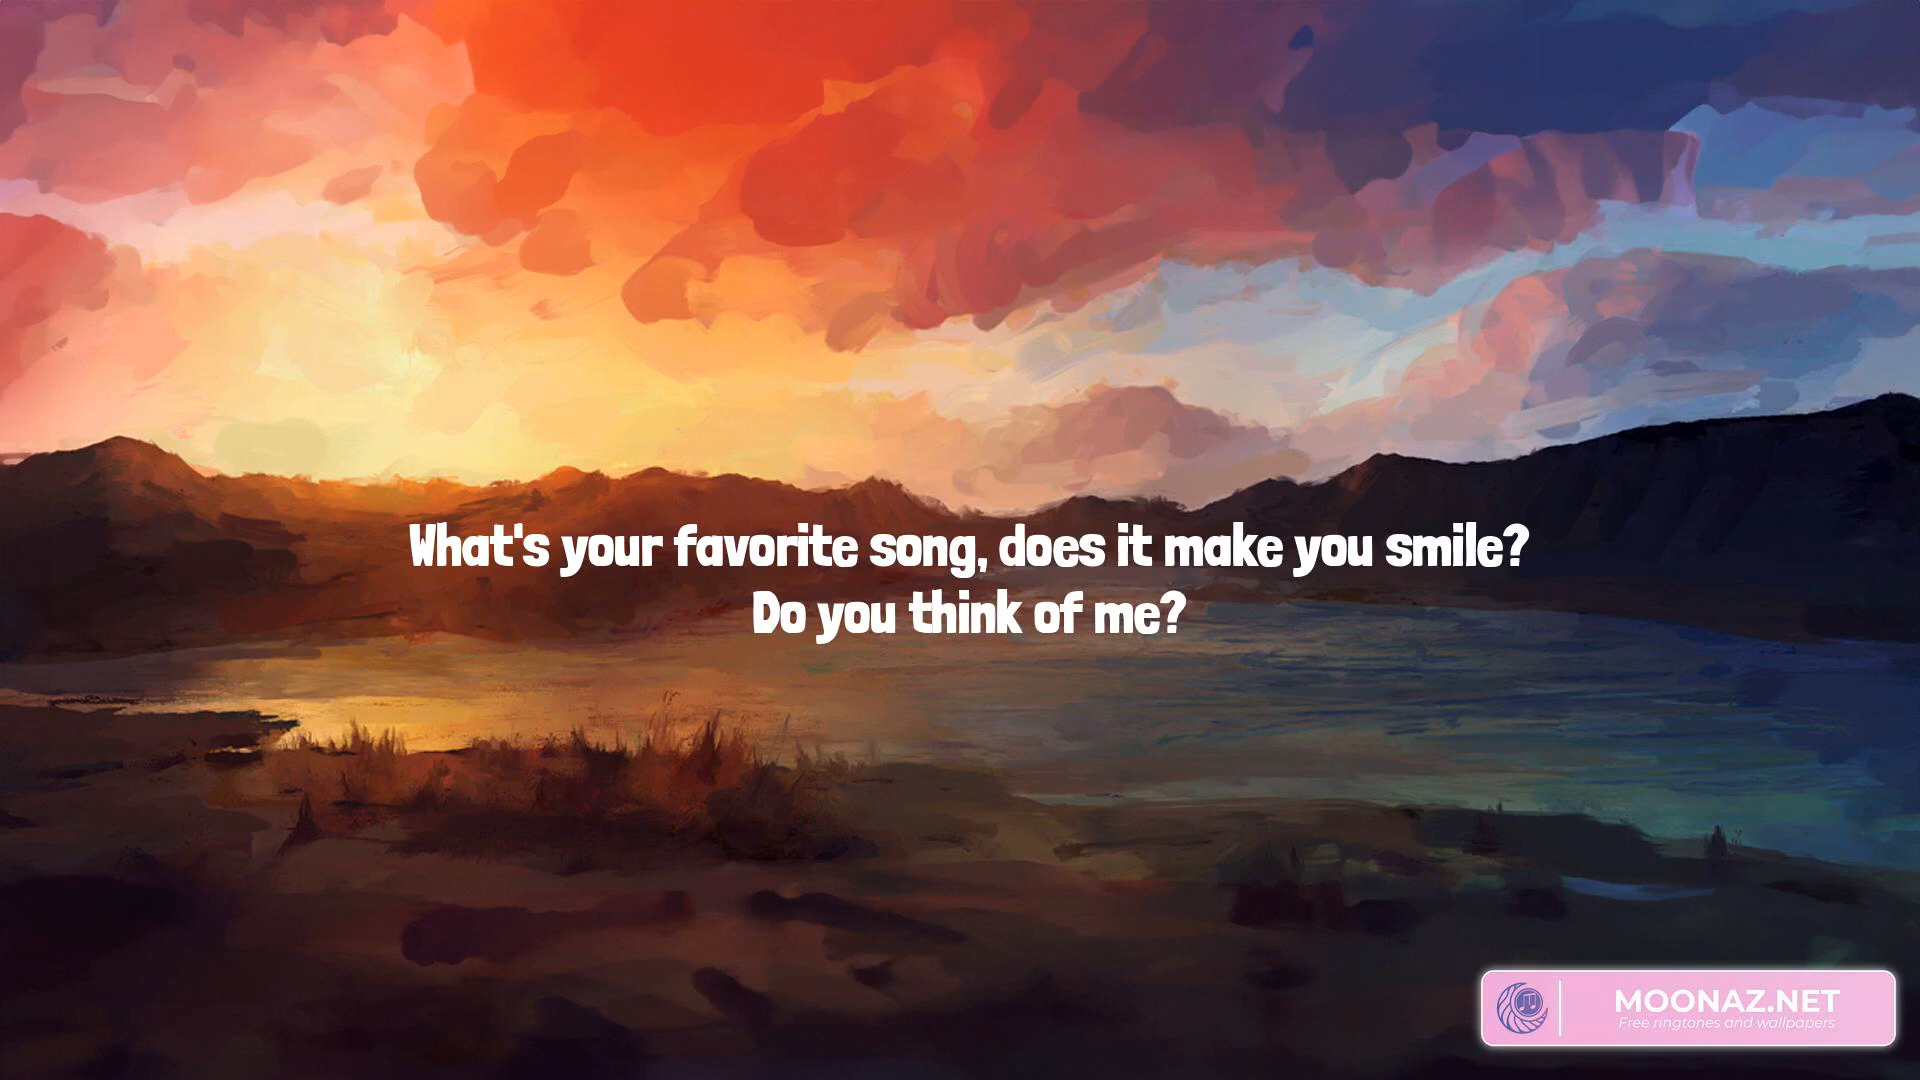 What's your favorite song, does it make you smile?
Do you think of me?
MOONAZ.NET
Free ringtones and wallpapers